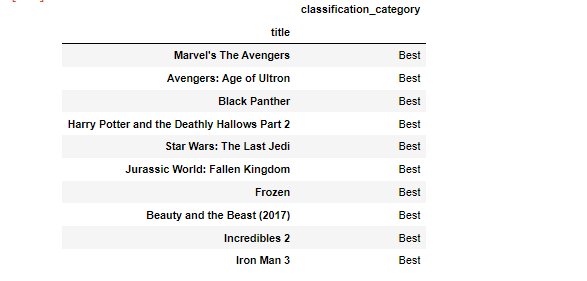 classification_category
title
Marvel's The Avengers Best
Avengers: Age of Ultron Best
Black Panther Best
Harry Potter and the Deathly Hallows Part 2 Best
Star Wars: The Last Jedi Best
Jurassic World: Fallen Kingdom Best
Frozen Best
Beauty and the Beast (2017) Best
Incredibles 2 Best
Iron Man 3 Best